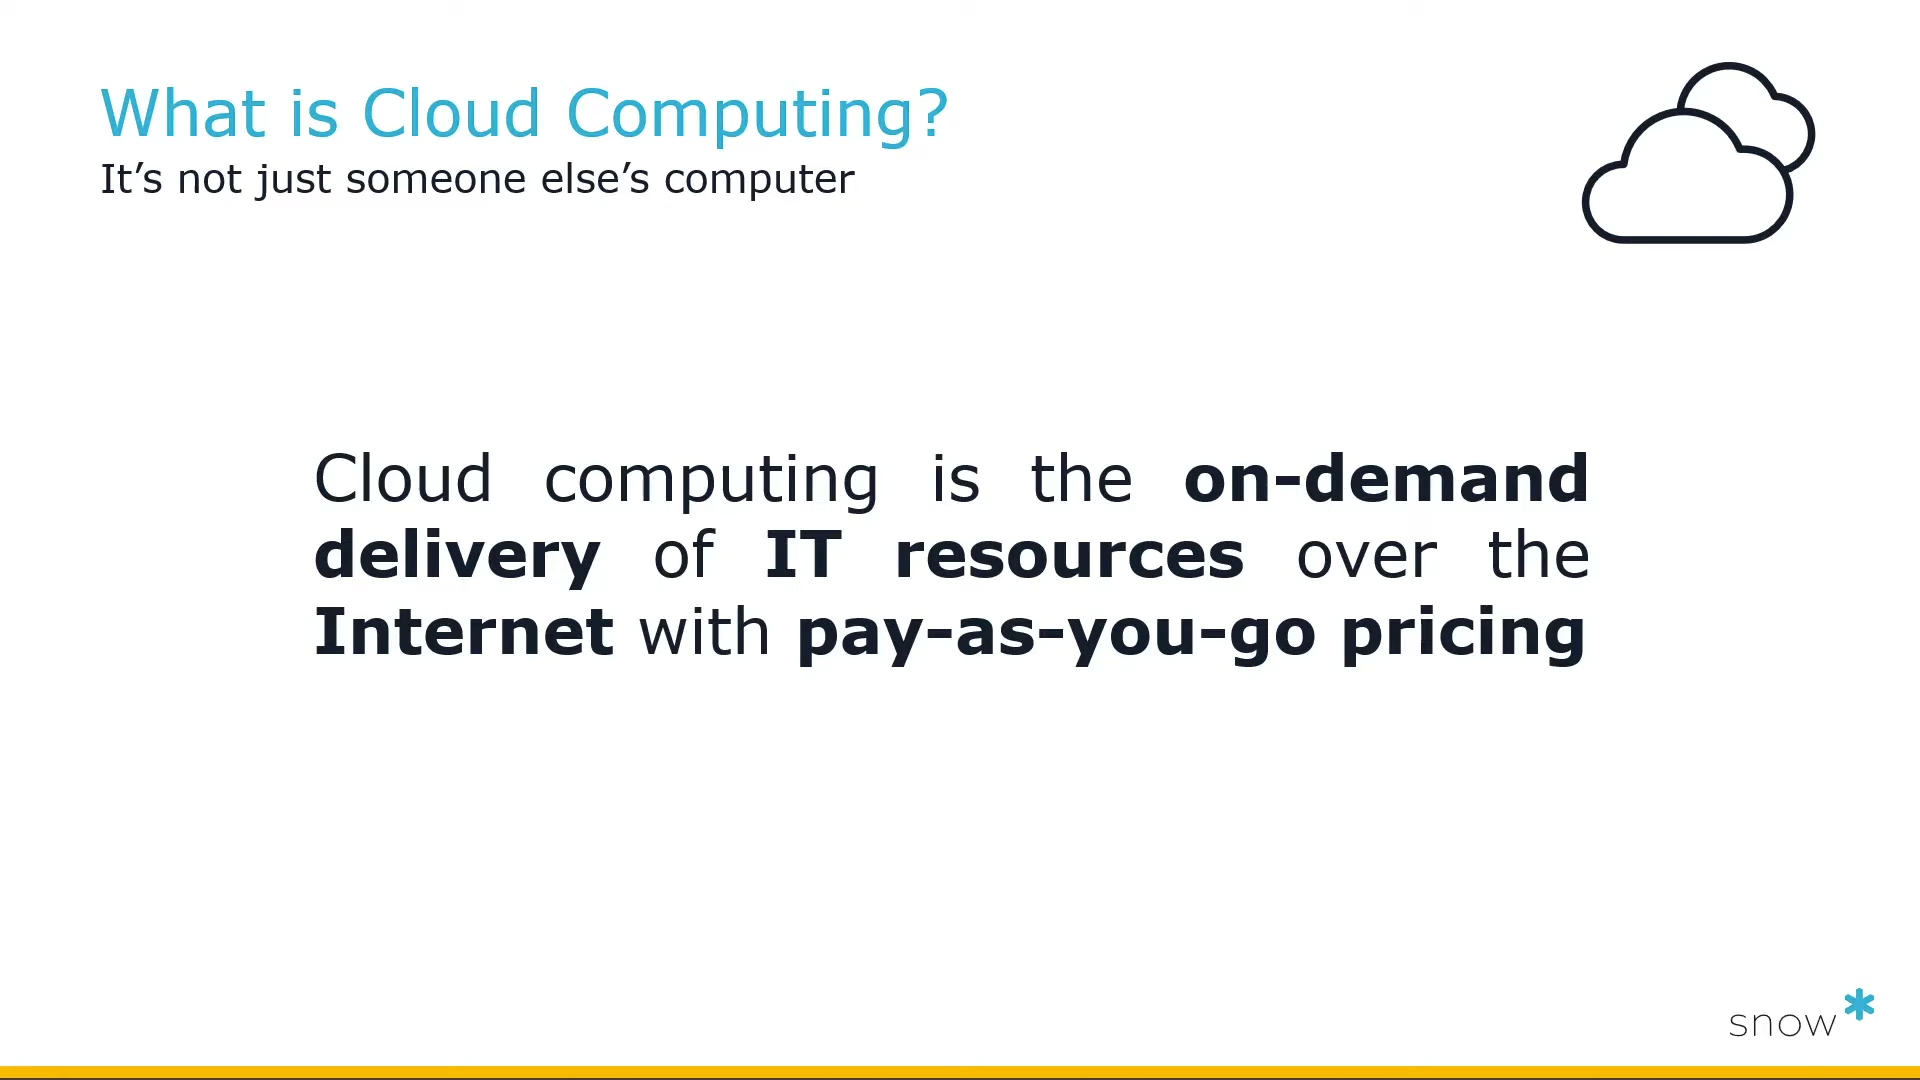 What is Cloud Computing?
It’s not just someone else’s computer
Cloud computing is the on-demand
delivery of IT resources over the
Internet with pay-as-you-go pricing
snow